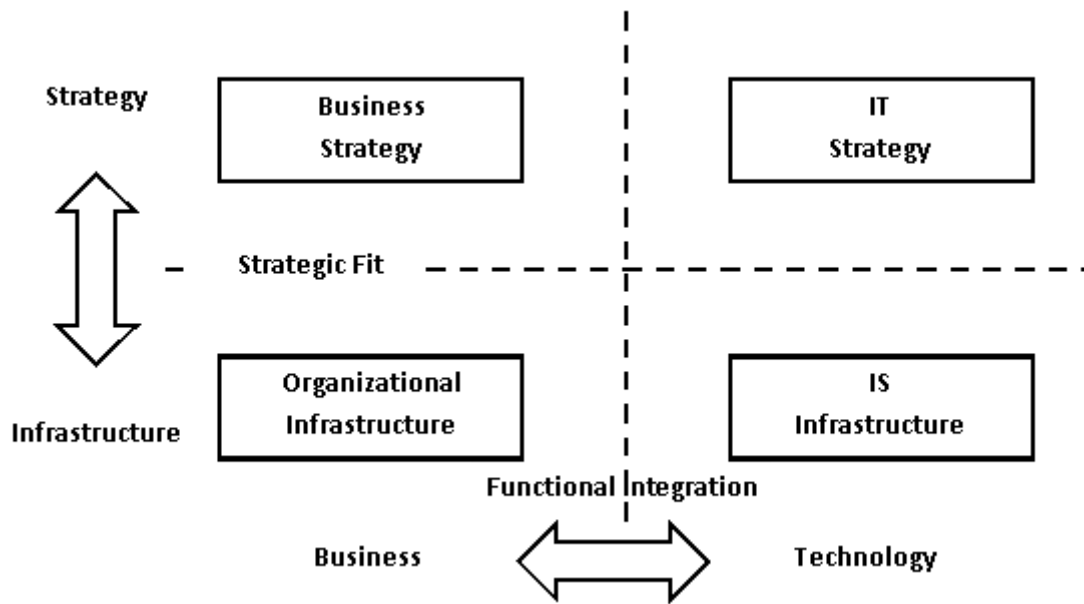 Strategy
Business
Strategy
IT
Strategy
Strategic Fit
Infrastructure
Organizational
Infrastructure
IS
Infrastructure
Functional Integration
Business
Technology